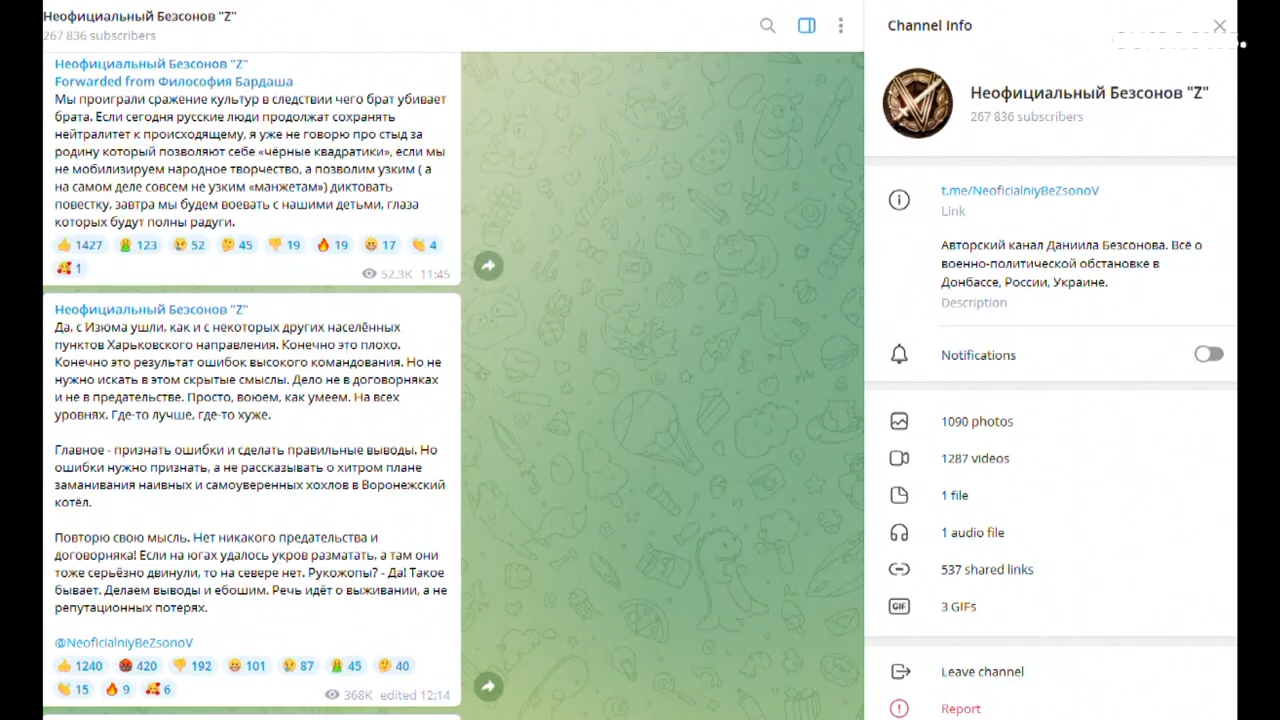 Неофициальный Безсонов "Z"
267 836 subscribers
Неофициальный Безсонов "Z"
Forwarded from Философия Бардаша
Мы проиграли сражение культур в следствии чего брат убивает
брата. Если сегодня русские люди продолжат сохранять
нейтралитет к происходящему, я уже не говорю про стыд за
родину который позволяют себе «чёрные квадратики», если мы
не мобилизируем народное творчество, а позволим узким ( а
на самом деле совсем не узким «манжетам») диктовать
повестку, завтра мы будем воевать с нашими детьми, глаза
которых будут полны радуги.
1427 123 52 45 19 19 17 4
1
52.3K 11:45
Неофициальный Безсонов "Z"
Да, с Изюма ушли, как и с некоторых других населённых
пунктов Харьковского направления. Конечно это плохо.
Конечно это результат ошибок высокого командования. Но не
нужно искать в этом скрытые смыслы. Дело не в договорняках
и не в предательстве. Просто, воюем, как умеем. На всех
уровнях. Где-то лучше, где-то хуже.
Главное - признать ошибки и сделать правильные выводы. Но
ошибки нужно признать, а не рассказывать о хитром плане
заманивания наивных и самоуверенных хохлов в Воронежский
котёл.
Повторю свою мысль. Нет никакого предательства и
договорняка! Если на югах удалось укров разматать, а там они
тоже серьёзно двинули, то на севере нет. Рукожопы? - Да! Такое
бывает. Делаем выводы и ебошим. Речь идёт о выживании, а не
репутационных потерях.
@NeoficialniyBeZsonoV
1240 420 192 101 87 45 40
15 9 6
368K edited 12:14
Channel Info
Неофициальный Безсонов "Z"
267 836 subscribers
t.me/NeoficialniyBeZsonoV
Link
Авторский канал Даниила Безсонова. Всё о
военно-политической обстановке в
Донбассе, России, Украине.
Description
Notifications
1090 photos
1287 videos
1 file
1 audio file
537 shared links
GIF
3 GIFs
Leave channel
Report